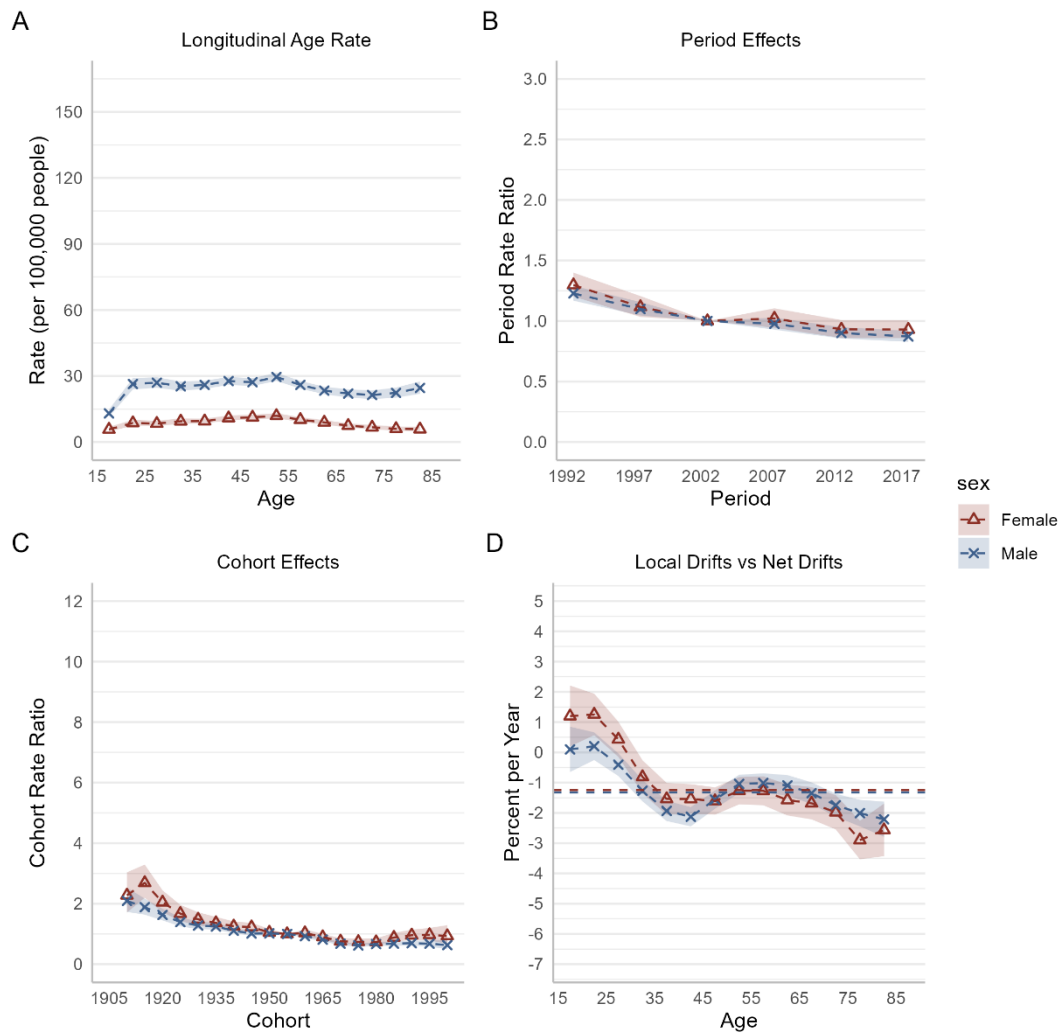 A
Longitudinal Age Rate
Rate (per 100,000 people)
150
120
90
60
30
0
15 25 35 45 55 65 75 85
Age
B
Period Effects
Period Rate Ratio
3.0
2.5
2.0
1.5
1.0
0.5
0.0
1992 1997 2002 2007 2012 2017
Period
sex
Female
Male
C
Cohort Effects
Cohort Rate Ratio
12
10
8
6
4
2
0
1905 1920 1935 1950 1965 1980 1995
Cohort
D
Local Drifts vs Net Drifts
Percent per Year
5
4
3
2
1
0
-1
-2
-3
-4
-5
-6
-7
15 25 35 45 55 65 75 85
Age